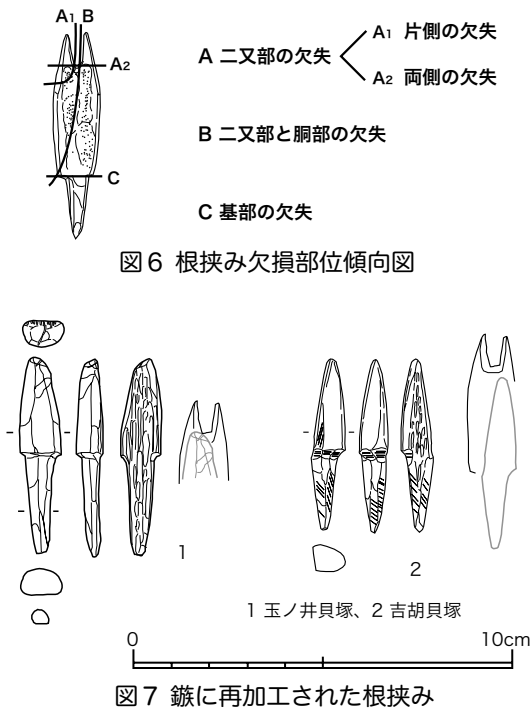 A1 B
A2
C
A 二又部の欠失
A1 片側の欠失
A2 両側の欠失
B 二又部と胴部の欠失
C 基部の欠失
図6 根挟み欠損部位傾向図
1
2
1 玉ノ井貝塚、2 吉胡貝塚
0 10cm
図7 鏃に再加工された根挟み